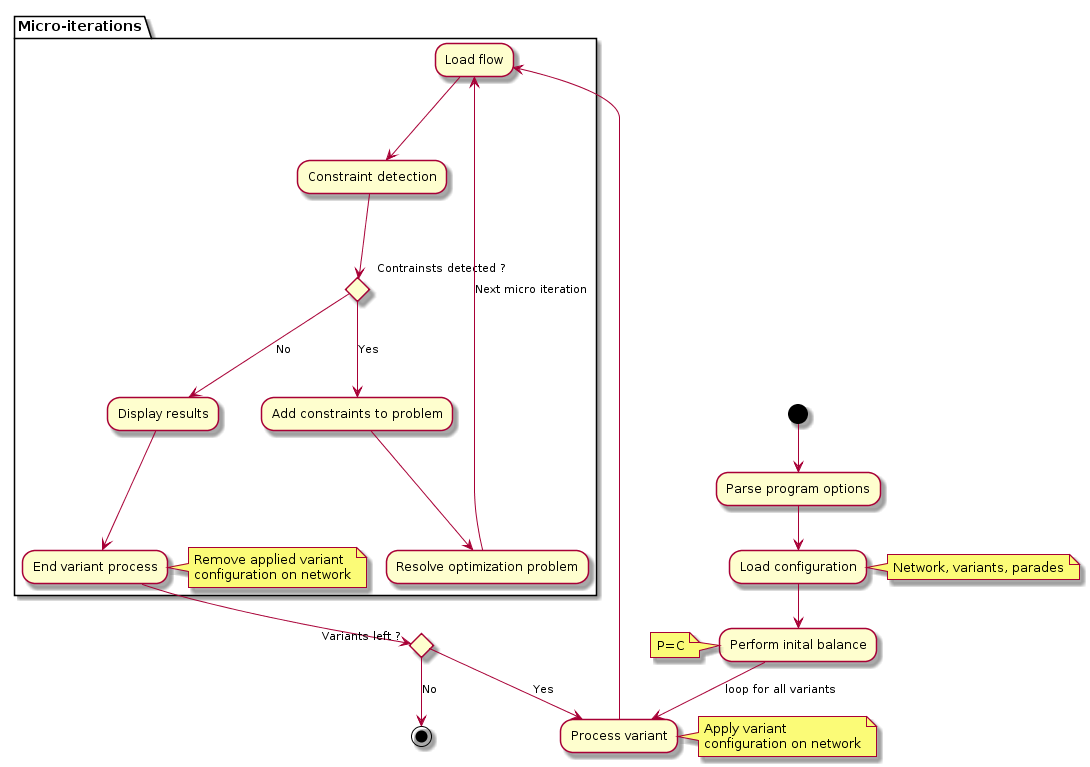 Micro-iterations
Load flow
Constraint detection
Contrainsts detected ?
Next micro iteration
No
Yes
Display results
Add constraints to problem
Parse program options
End variant process
Remove applied variant
configuration on network
Resolve optimization problem
Load configuration
Network, variants, parades
Variants left ?
P=C
Perform inital balance
No
Yes
loop for all variants
Process variant
Apply variant
configuration on network